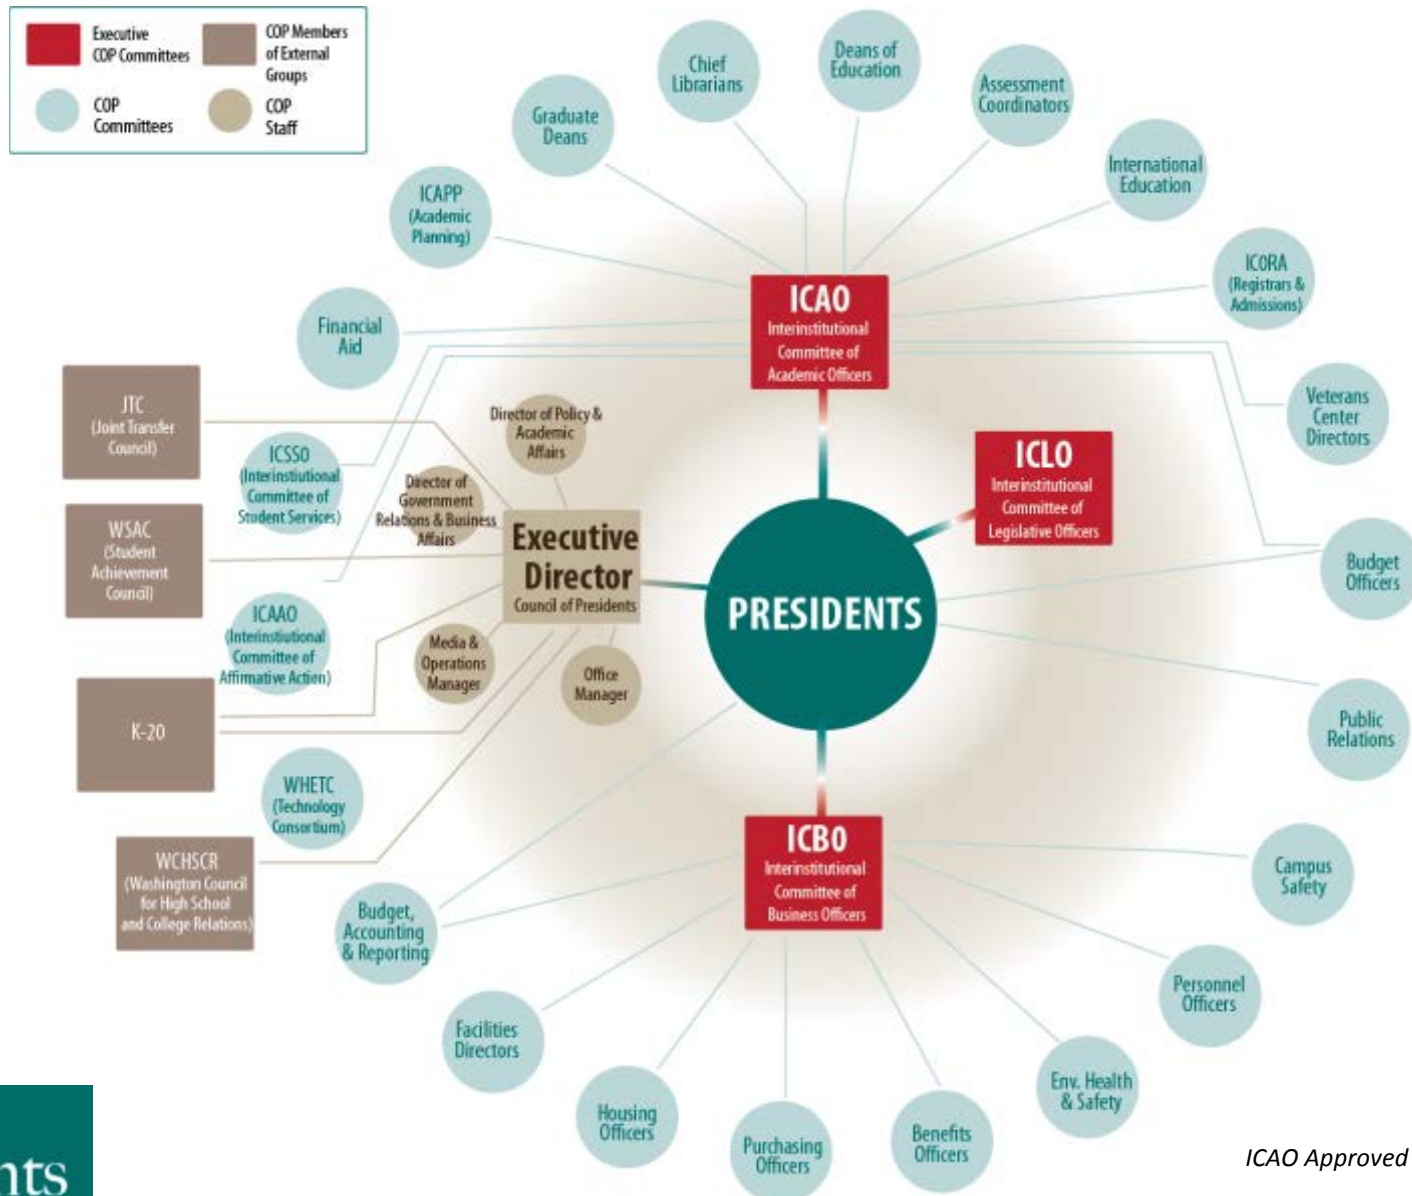 Executive
COP Committees
COP Members
of External
Groups
COP
Committees
COP
Staff
Graduate
Deans
Chief
Librarians
Deans of
Education
Assessment
Coordinators
International
Education
ICAPP
(Academic
Planning)
ICORA
(Registrars &
Admissions)
Financial
Aid
ICAO
Interinstitutional
Committee of
Academic Officers
Veterans
Center
Directors
JTC
(Joint Transfer
Council)
ICSSO
(Interinstiutional
Committee of
Student Services)
Director of Policy &
Academic
Affairs
Director of
Government
Relations & Business
Affairs
ICLO
Interinstitutional
Committee of
Legislative Officers
WSAC
(Student
Achievement
Council)
Executive
Director
Council of Presidents
PRESIDENTS
Budget
Officers
ICAAO
(Interinstiutional
Committee of
Affirmative Action)
Media &
Operations
Manager
Office
Manager
K-20
Public
Relations
WHETC
(Technology
Consortium)
WCHSCR
(Washington Council
for High School
and College Relations)
ICBO
Interinstitutional
Committee of
Business Officers
Campus
Safety
Budget,
Accounting
& Reporting
Personnel
Officers
Facilities
Directors
Env. Health
& Safety
Housing
Officers
Purchasing
Officers
Benefits
Officers
nts
ICAO Approved